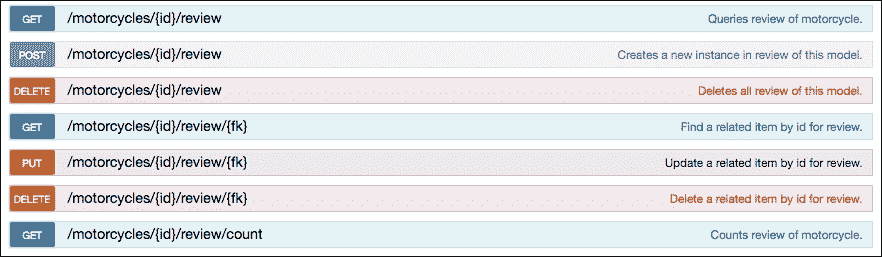 GET /motorcycles/{id}/review Queries review of motorcycle.
POST /motorcycles/{id}/review Creates a new instance in review of this model.
DELETE /motorcycles/{id}/review Deletes all review of this model.
GET /motorcycles/{id}/review/{fk} Find a related item by id for review.
PUT /motorcycles/{id}/review/{fk} Update a related item by id for review.
DELETE /motorcycles/{id}/review/{fk} Delete a related item by id for review.
GET /motorcycles/{id}/review/count Counts review of motorcycle.